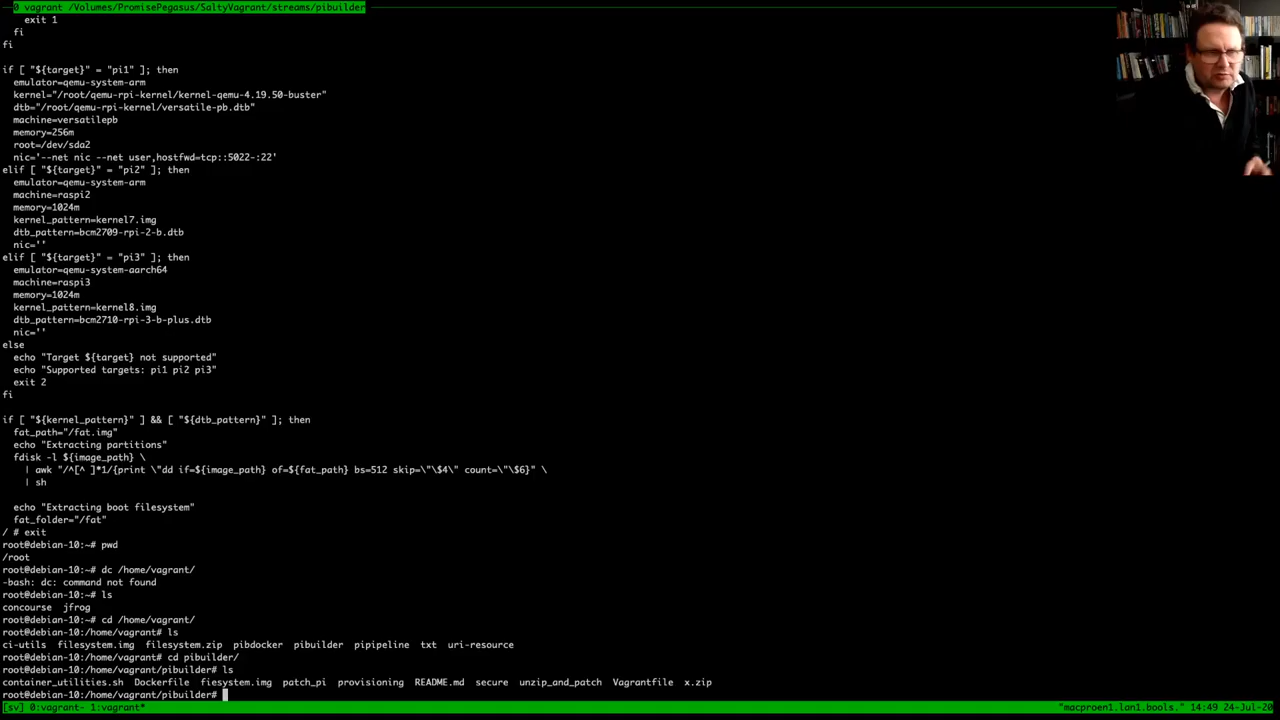 0 vagrant /Volumes/PromisePegasus/SaltyVagrant/streams/pibuilder
    exit 1
  fi
fi

if [ "${target}" = "pi1" ]; then
  emulator=qemu-system-arm
  kernel="/root/qemu-rpi-kernel/kernel-qemu-4.19.50-buster"
  dtb="/root/qemu-rpi-kernel/versatile-pb.dtb"
  machine=versatilepb
  memory=256m
  root=/dev/sda2
  nic='--net nic --net user,hostfwd=tcp::5022-:22'
elif [ "${target}" = "pi2" ]; then
  emulator=qemu-system-arm
  machine=raspi2
  memory=1024m
  kernel_pattern=kernel7.img
  dtb_pattern=bcm2709-rpi-2-b.dtb
  nic=''
elif [ "${target}" = "pi3" ]; then
  emulator=qemu-system-aarch64
  machine=raspi3
  memory=1024m
  kernel_pattern=kernel8.img
  dtb_pattern=bcm2710-rpi-3-b-plus.dtb
  nic=''
else
  echo "Target ${target} not supported"
  echo "Supported targets: pi1 pi2 pi3"
  exit 2
fi

if [ "${kernel_pattern}" ] && [ "${dtb_pattern}" ]; then
  fat_path="/fat.img"
  echo "Extracting partitions"
  fdisk -l ${image_path} \
    | awk "/^[^ ]*1/{print \"dd if=${image_path} of=${fat_path} bs=512 skip=\"\$4\" count=\"\$6}" \
    | sh

  echo "Extracting boot filesystem"
  fat_folder="/fat"
/ # exit
root@debian-10:~# pwd
/root
root@debian-10:~# dc /home/vagrant/
-bash: dc: command not found
root@debian-10:~# ls
concourse  jfrog
root@debian-10:~# cd /home/vagrant/
root@debian-10:/home/vagrant# ls
ci-utils  filesystem.img  filesystem.zip  pibdocker  pibuilder  pipipeline  txt  uri-resource
root@debian-10:/home/vagrant# cd pibuilder/
root@debian-10:/home/vagrant/pibuilder# ls
container_utilities.sh  Dockerfile  fiesystem.img  patch_pi  provisioning  README.md  secure  unzip_and_patch  Vagrantfile  x.zip
root@debian-10:/home/vagrant/pibuilder#
[sv] 0:vagrant- 1:vagrant* "macproen1.lan1.bools." 14:49 24-Jul-20